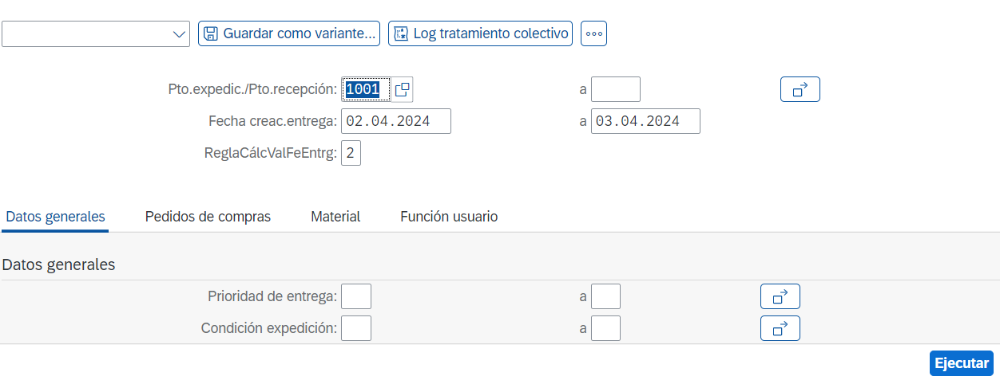 Guardar como variante... Log tratamiento colectivo
Pto.expedic./Pto.recepción: 1001 a
Fecha creac.entrega: 02.04.2024 a 03.04.2024
ReglaCálcValFeEntrg: 2
Datos generales Pedidos de compras Material Función usuario
Datos generales
Prioridad de entrega: a
Condición expedición: a
Ejecutar